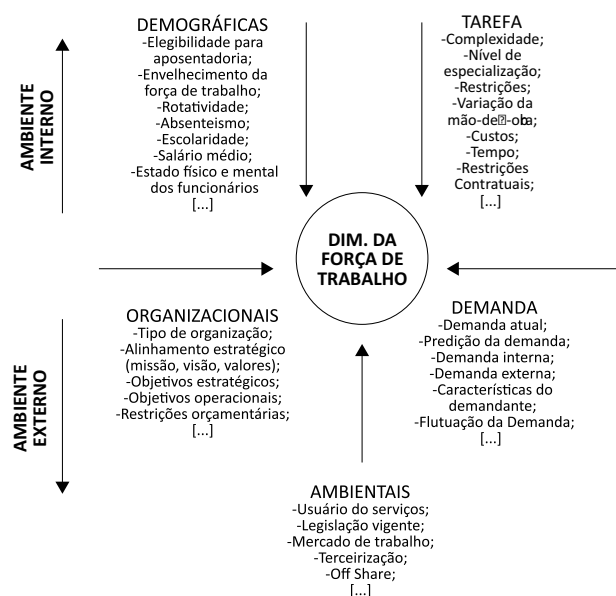 DEMOGRÁFICAS
-Elegibilidade para
aposentadoria;
-Envelhecimento da
força de trabalho;
-Rotatividade;
-Absenteismo;
-Escolaridade;
-Salário médio;
-Estado físico e mental
dos funcionários
[...]
TAREFA
-Complexidade;
-Nível de
especialização;
-Restrições;
-Variação da
mão-de-oba;
-Custos;
-Tempo;
-Restrições
Contratuais;
[...]
AMBIENTE
INTERNO
DIM. DA
FORÇA DE
TRABALHO
ORGANIZACIONAIS
-Tipo de organização;
-Alinhamento estratégico
(missão, visão, valores);
-Objetivos estratégicos;
-Objetivos operacionais;
-Restrições orçamentárias;
[...]
DEMANDA
-Demanda atual;
-Predição da demanda;
-Demanda interna;
-Demanda externa;
-Características do
demandante;
-Flutuação da Demanda;
[...]
AMBIENTE
EXTERNO
AMBIENTAIS
-Usuário do serviços;
-Legislação vigente;
-Mercado de trabalho;
-Terceirização;
-Off Share;
[...]